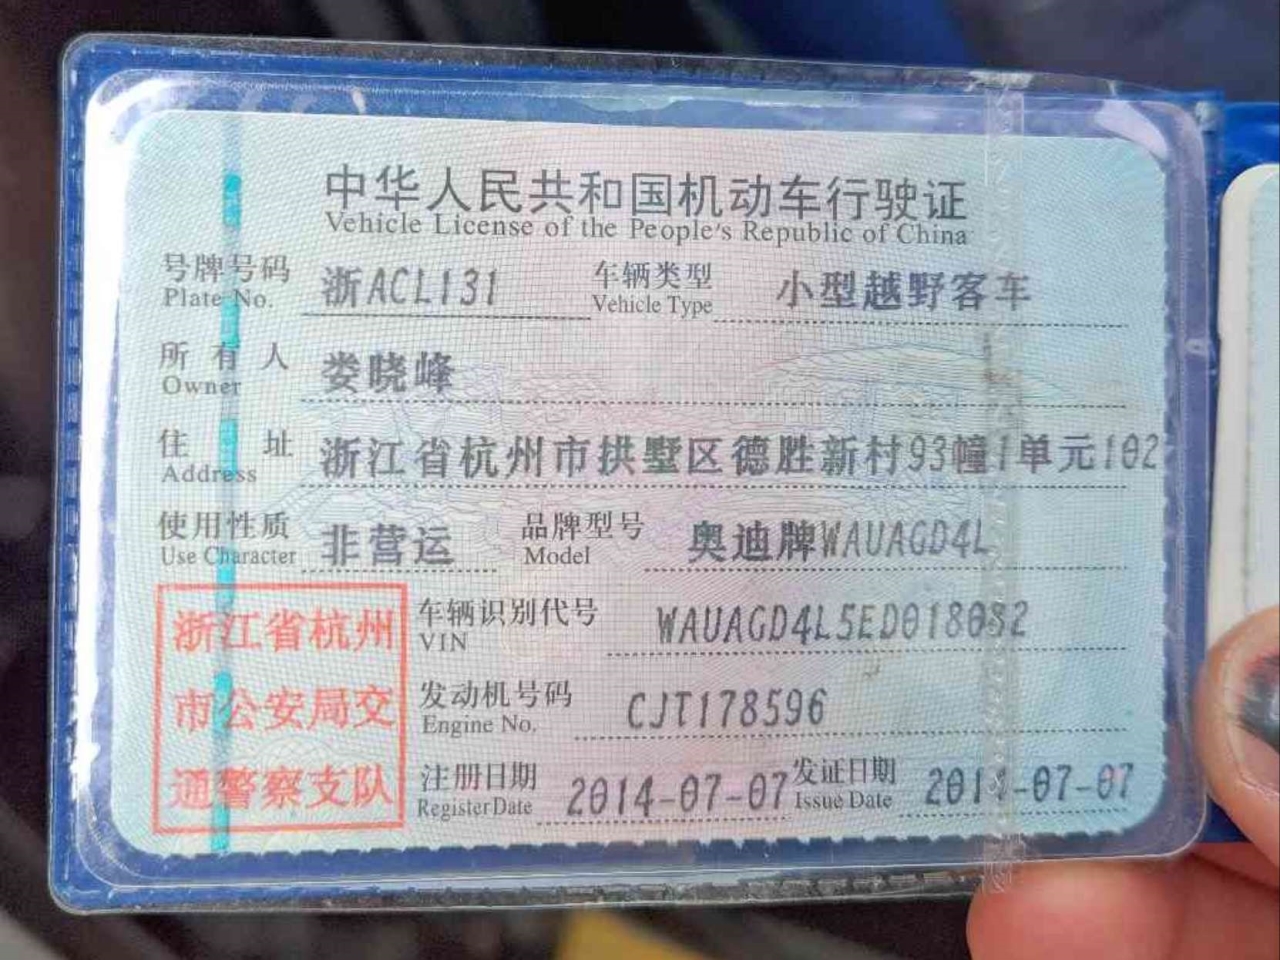 中华人民共和国机动车行驶证
Vehicle License of the People's Republic of China
号牌号码 浙ACL131 车辆类型 小型越野客车
Plate No. Vehicle Type
所有人 娄晓峰
Owner
住址 浙江省杭州市拱墅区德胜新村93幢1单元102
Address
使用性质 非营运 品牌型号 奥迪牌WAUAGD4L
Use Character Model
浙江省杭州
市公安局交
通警察支队
车辆识别代号 WAUAGD4L5ED018082
VIN
发动机号码 CJT178596
Engine No.
注册日期 2014-07-07 发证日期 2014-07-07
Register Date Issue Date